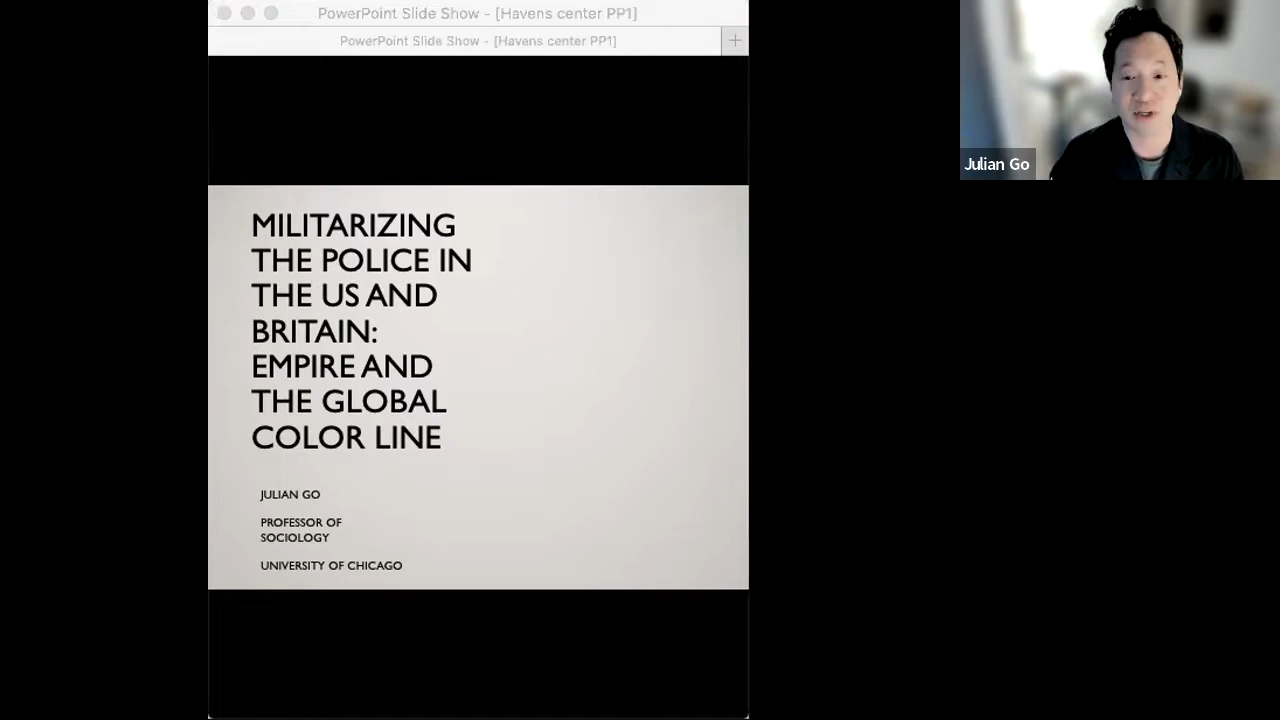 PowerPoint Slide Show - [Havens center PP1]
PowerPoint Slide Show - [Havens center PP1]
+
MILITARIZING
THE POLICE IN
THE US AND
BRITAIN:
EMPIRE AND
THE GLOBAL
COLOR LINE
JULIAN GO
PROFESSOR OF
SOCIOLOGY
UNIVERSITY OF CHICAGO
Julian Go